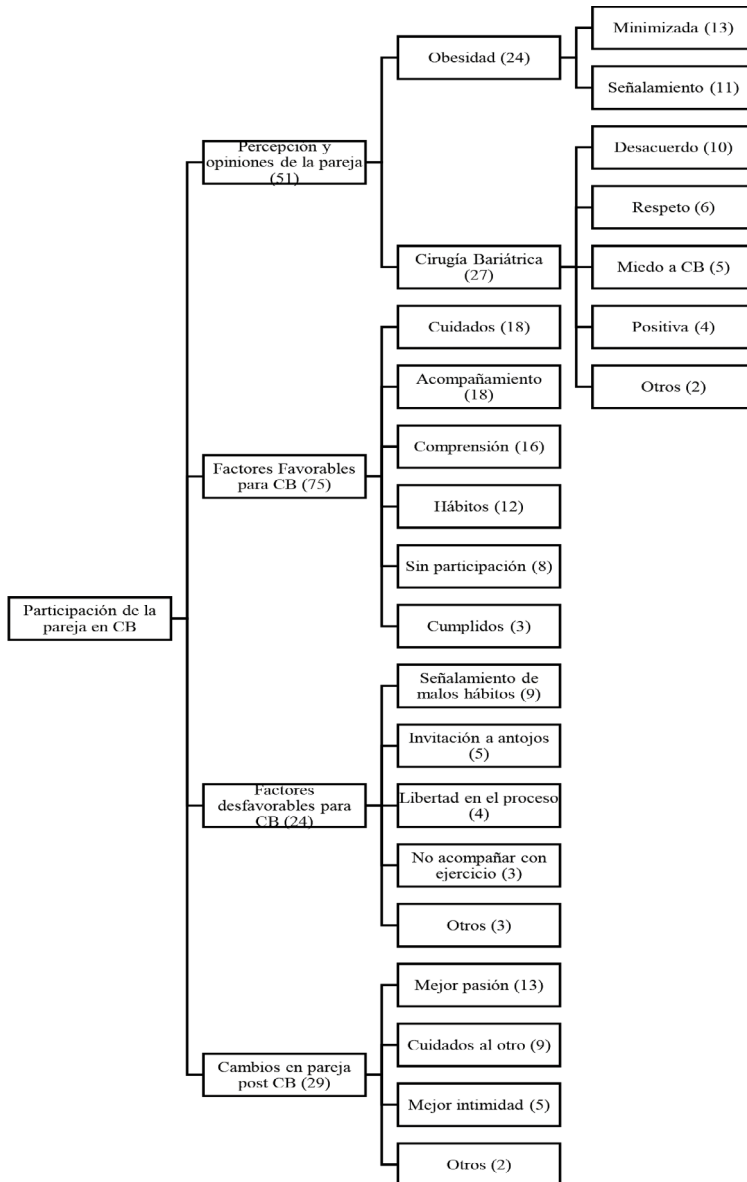 Participación de la
pareja en CB
Percepción y
opiniones de la pareja
(51)
Obesidad (24)
Minimizada (13)
Señalamiento (11)
Cirugía Bariátrica
(27)
Desacuerdo (10)
Respeto (6)
Miedo a CB (5)
Positiva (4)
Otros (2)
Factores Favorables
para CB (75)
Cuidados (18)
Acompañamiento
(18)
Comprensión (16)
Hábitos (12)
Sin participación (8)
Cumplidos (3)
Factores
desfavorables para
CB (24)
Señalamiento de
malos hábitos (9)
Invitación a antojos
(5)
Libertad en el proceso
(4)
No acompañar con
ejercicio (3)
Otros (3)
Cambios en pareja
post CB (29)
Mejor pasión (13)
Cuidados al otro (9)
Mejor intimidad (5)
Otros (2)